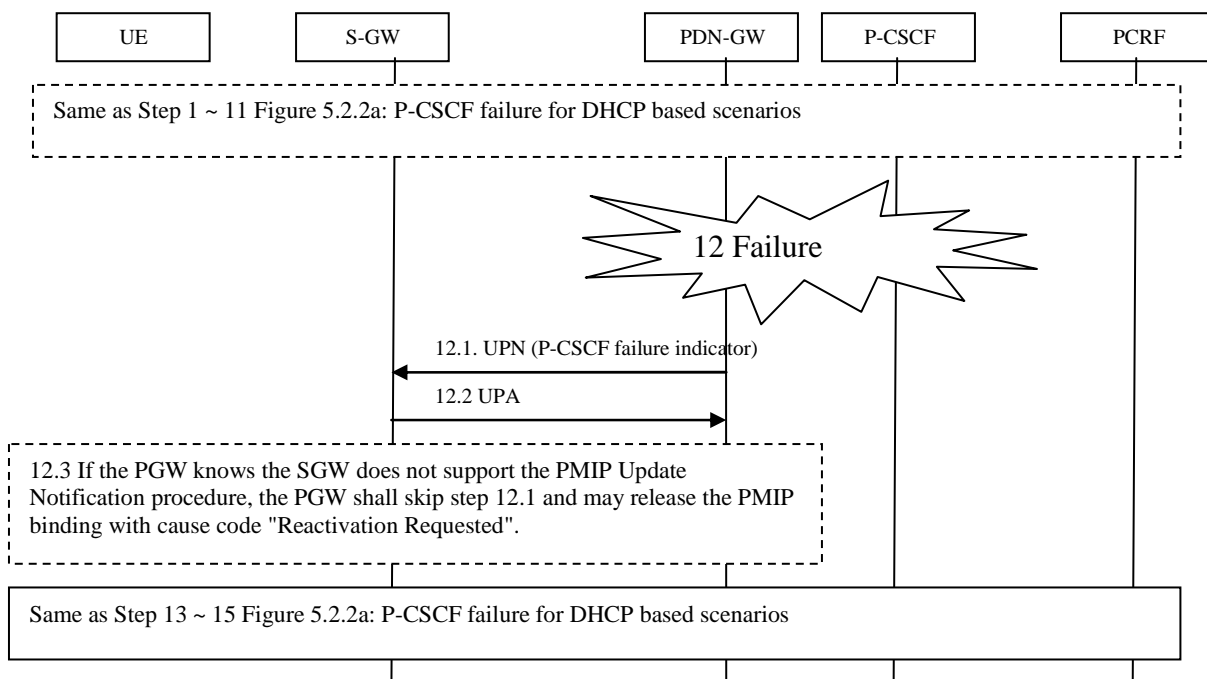 UE
S-GW
PDN-GW
P-CSCF
PCRF
Same as Step 1 ~ 11 Figure 5.2.2a: P-CSCF failure for DHCP based scenarios
12 Failure
12.1. UPN (P-CSCF failure indicator)
12.2 UPA
12.3 If the PGW knows the SGW does not support the PMIP Update
Notification procedure, the PGW shall skip step 12.1 and may release the PMIP
binding with cause code "Reactivation Requested".
Same as Step 13 ~ 15 Figure 5.2.2a: P-CSCF failure for DHCP based scenarios